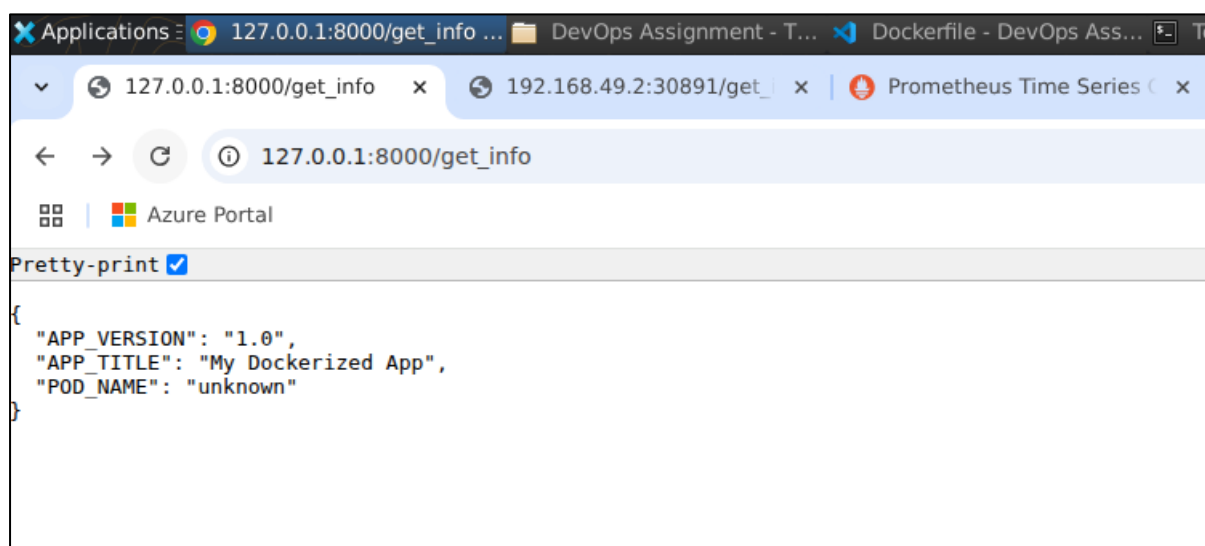 Applications 127.0.0.1:8000/get_info ... DevOps Assignment - T... Dockerfile - DevOps Ass...
127.0.0.1:8000/get_info 192.168.49.2:30891/get_ Prometheus Time Series
127.0.0.1:8000/get_info
Azure Portal
Pretty-print
{
"APP_VERSION": "1.0",
"APP_TITLE": "My Dockerized App",
"POD_NAME": "unknown"
}